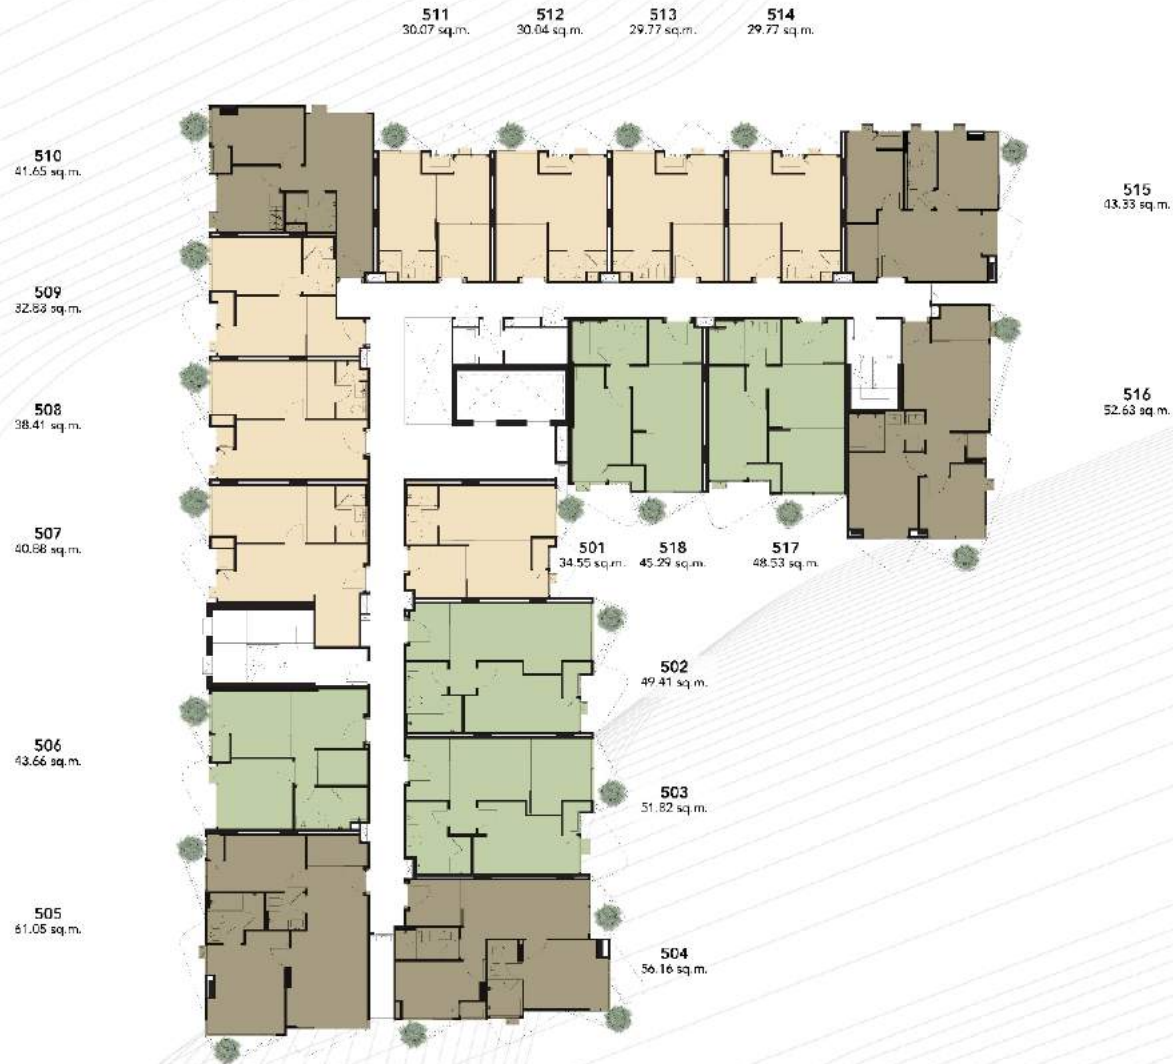 511
30.07 sq.m.
512
30.04 sq.m.
513
29.77 sq.m.
514
29.77 sq.m.
510
41.65 sq.m.
515
43.33 sq.m.
509
32.83 sq.m.
508
38.41 sq.m.
516
52.63 sq.m.
507
40.88 sq.m.
501
34.55 sq.m.
518
45.29 sq.m.
517
48.53 sq.m.
502
49.41 sq.m.
506
43.66 sq.m.
503
51.82 sq.m.
505
61.05 sq.m.
504
56.16 sq.m.